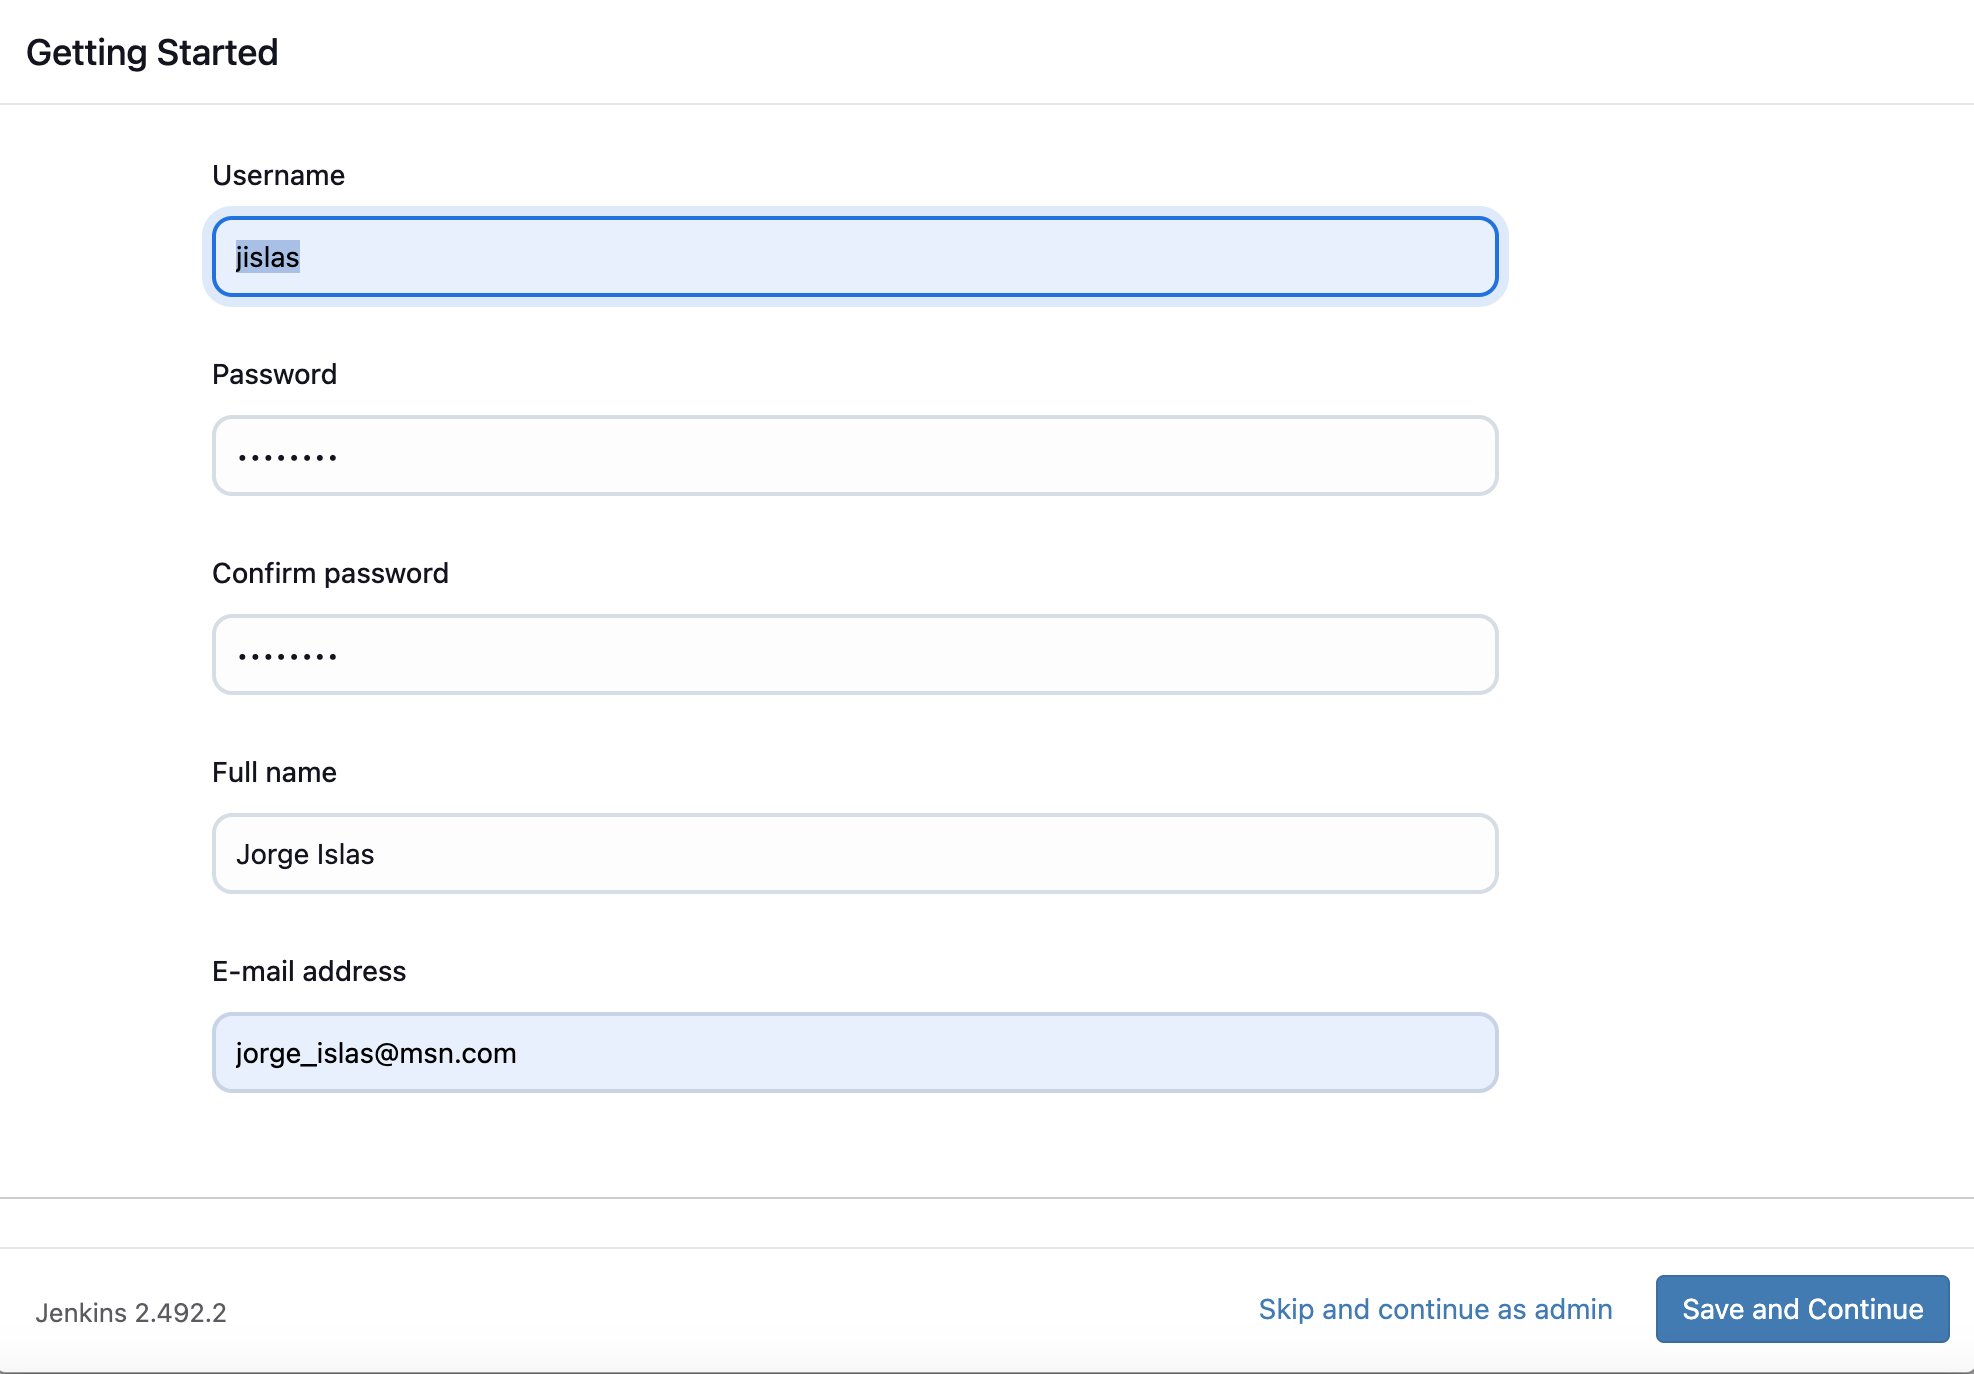 Getting Started
Username
jislas
Password
••••••••
Confirm password
••••••••
Full name
Jorge Islas
E-mail address
jorge_islas@msn.com
Jenkins 2.492.2
Skip and continue as admin
Save and Continue